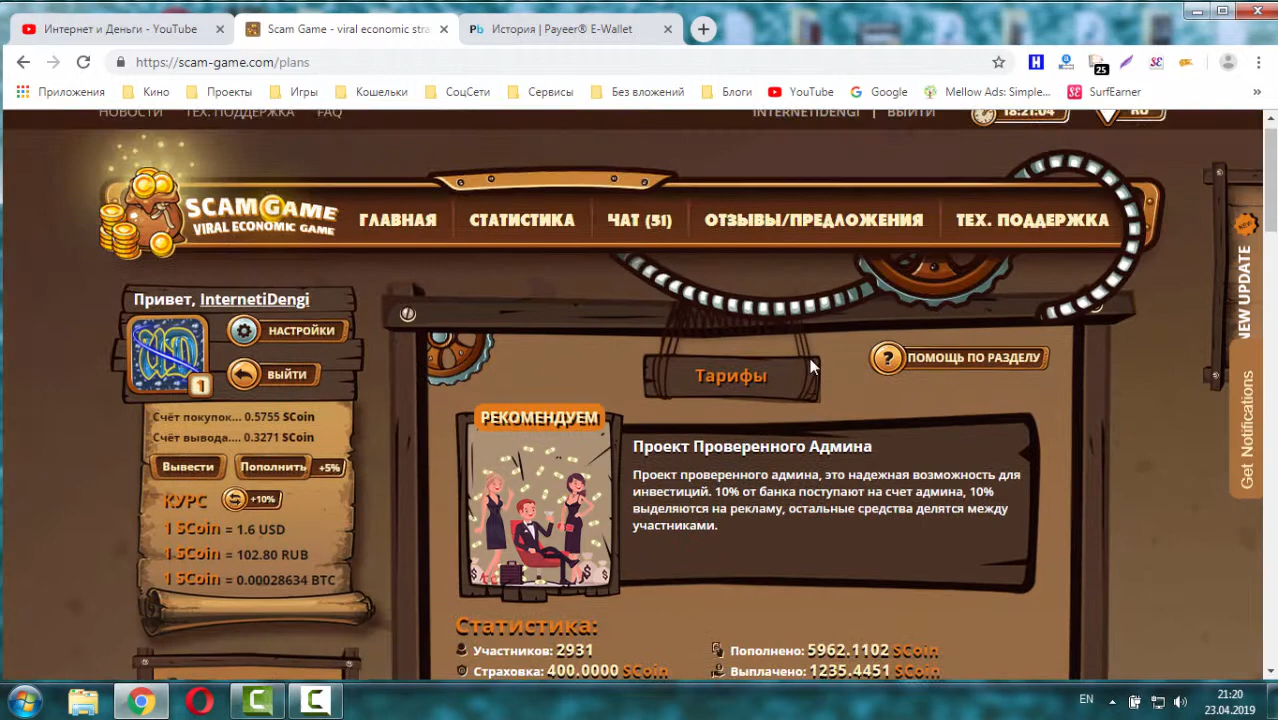 Интернет и Деньги - YouTube
Scam Game - viral economic stra
История | Payeer® E-Wallet
https://scam-game.com/plans
25
Приложения
Кино
Проекты
Игры
Кошельки
СоцСети
Сервисы
Без вложений
Блоги
YouTube
Google
Mellow Ads: Simple...
SurfEarner
»
НОВОСТИ
ТЕХ. ПОДДЕРЖКА
FAQ
INTERNETIDENGI | ВЫЙТИ
18:21:04
RU
SCAMGAME
VIRAL ECONOMIC GAME
ГЛАВНАЯ
СТАТИСТИКА
ЧАТ (51)
ОТЗЫВЫ/ПРЕДЛОЖЕНИЯ
ТЕХ. ПОДДЕРЖКА
Привет, InternetiDengi
НАСТРОЙКИ
ВЫЙТИ
1
Счёт покупок... 0.5755 SCoin
Счёт вывода.... 0.3271 SCoin
Вывести
Пополнить
+5%
КУРС
+10%
1 SCoin = 1.6 USD
1 SCoin = 102.80 RUB
1 SCoin = 0.00028634 BTC
Тарифы
? ПОМОЩЬ ПО РАЗДЕЛУ
РЕКОМЕНДУЕМ
Проект Проверенного Админа
Проект проверенного админа, это надежная возможность для
инвестиций. 10% от банка поступают на счет админа, 10%
выделяются на рекламу, остальные средства делятся между
участниками.
Статистика:
Участников: 2931
Пополнено: 5962.1102 SCoin
Страховка: 400.0000 SCoin
Выплачено: 1235.4451 SCoin
NEW UPDATE
Get Notifications
EN
21:20
23.04.2019